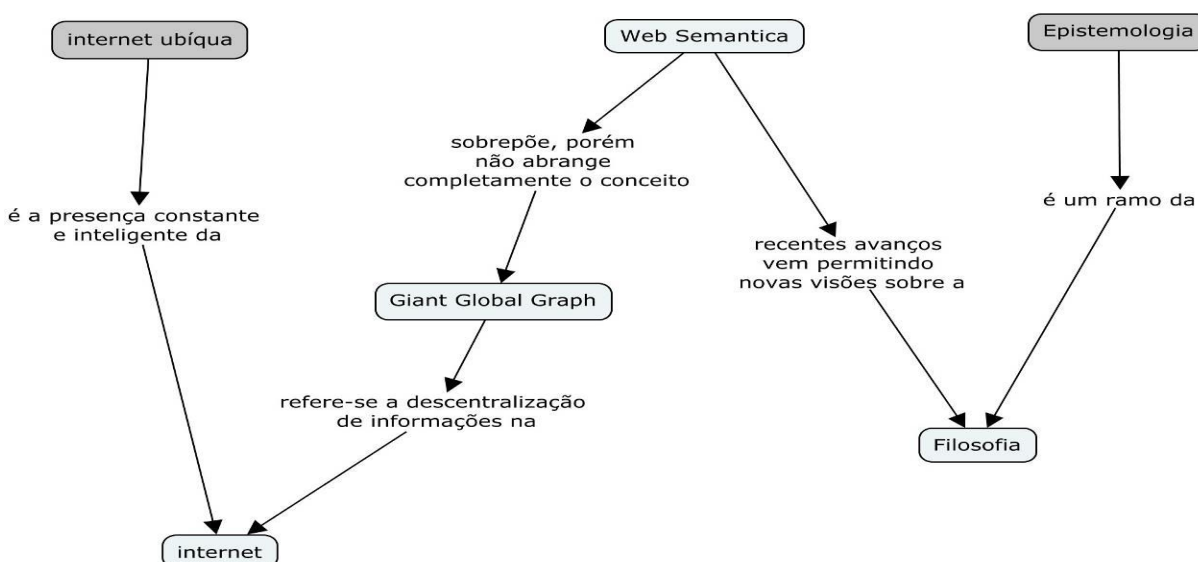 internet ubíqua
Web Semantica
Epistemologia
sobrepõe, porém
não abrange
completamente o conceito
é a presença constante
e inteligente da
é um ramo da
recentes avanços
vem permitindo
novas visões sobre a
Giant Global Graph
refere-se a descentralização
de informações na
Filosofia
internet